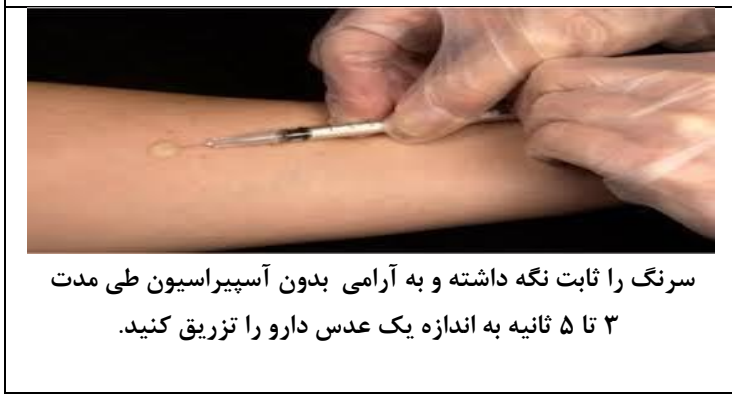 سرنگ را ثابت نگه داشته و به آرامی بدون آسپیراسیون طی مدت
۳ تا ۵ ثانیه به اندازه یک عدس دارو را تزریق کنید.